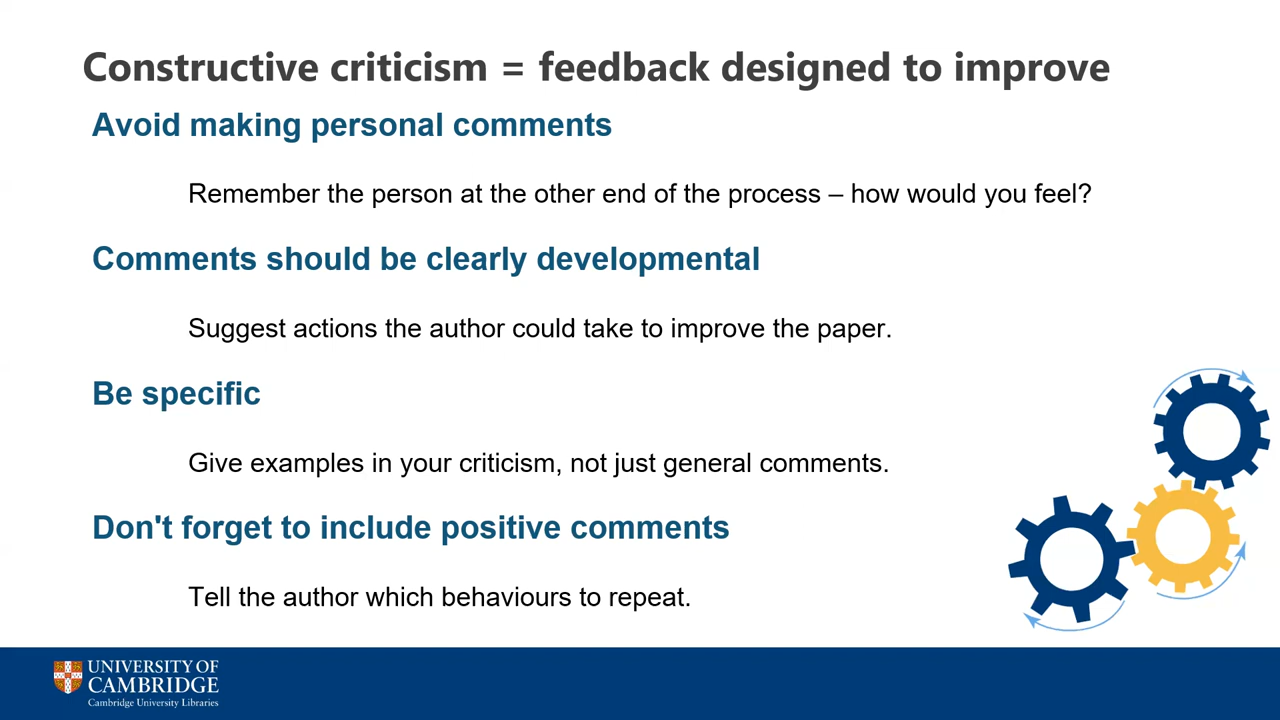 Constructive criticism = feedback designed to improve
Avoid making personal comments
Remember the person at the other end of the process – how would you feel?
Comments should be clearly developmental
Suggest actions the author could take to improve the paper.
Be specific
Give examples in your criticism, not just general comments.
Don't forget to include positive comments
Tell the author which behaviours to repeat.
UNIVERSITY OF
CAMBRIDGE
Cambridge University Libraries